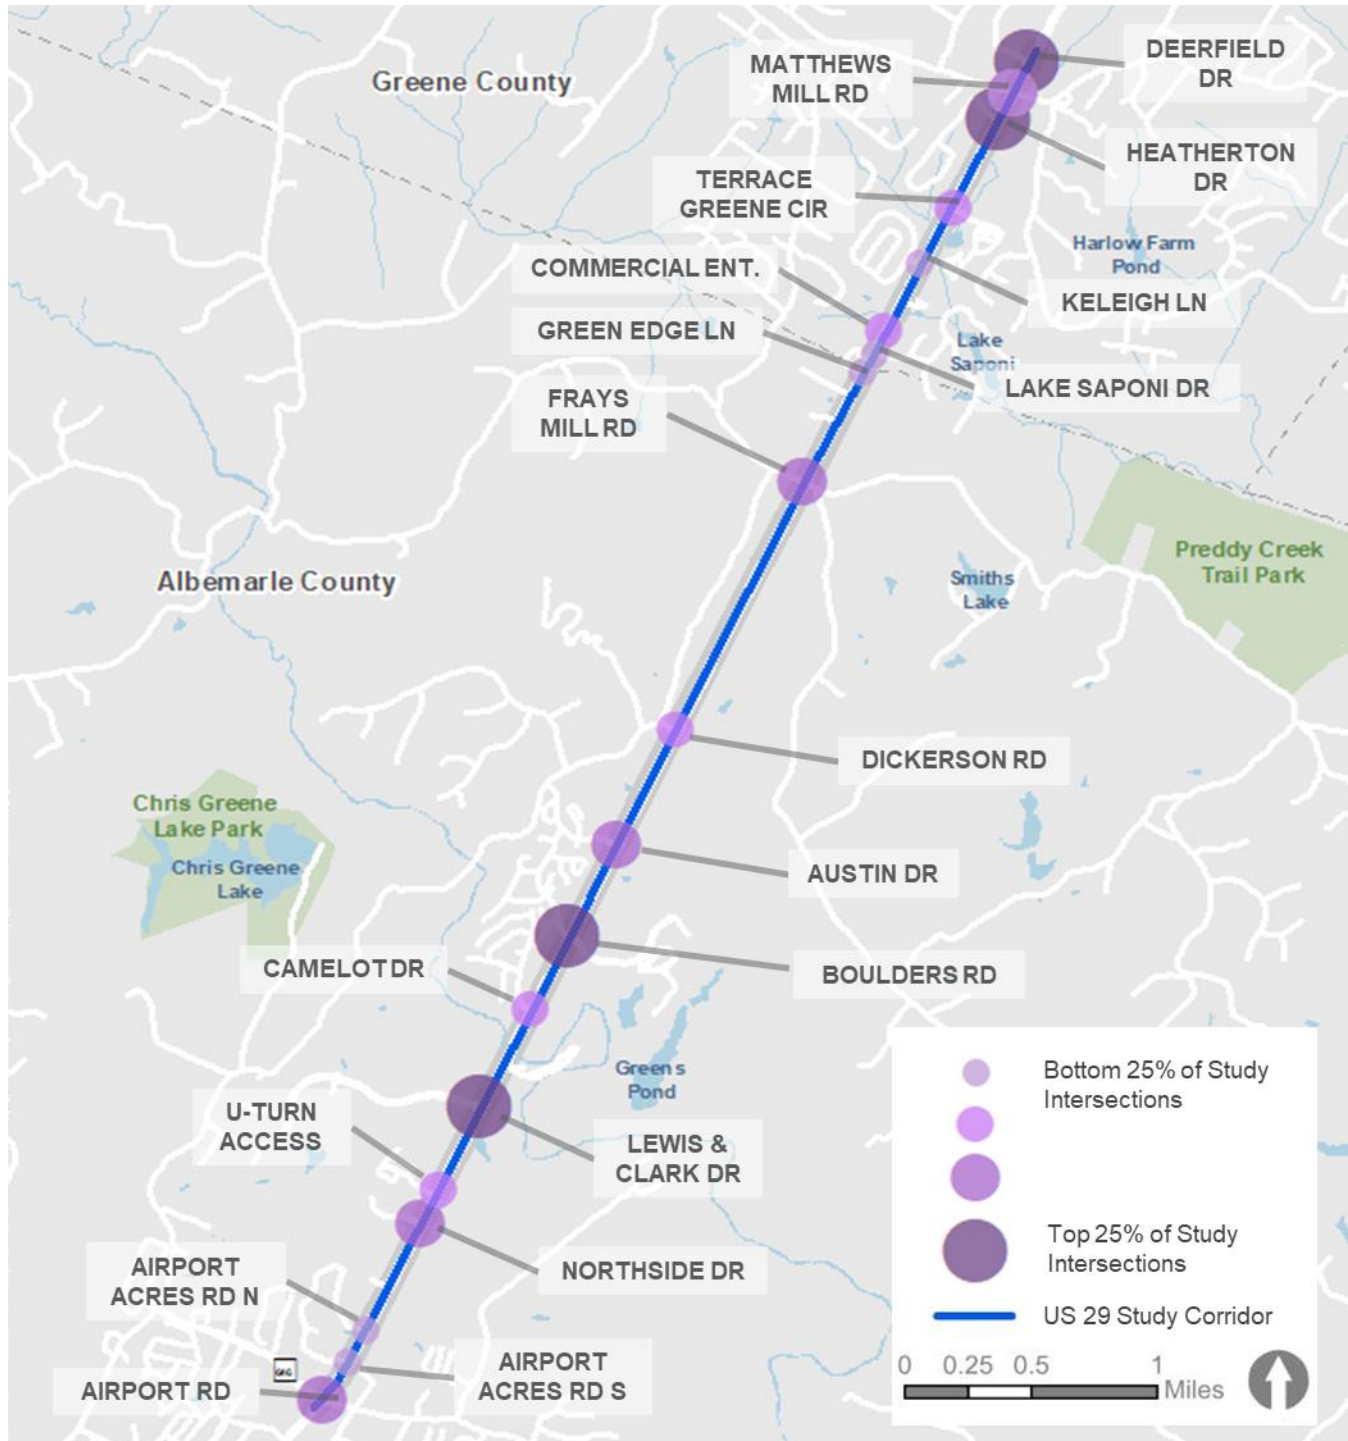 Greene County
MATTHEWS
MILL RD
DEERFIELD
DR
HEATHERTON
DR
TERRACE
GREENE CIR
Harlow Farm
Pond
COMMERCIAL ENT.
KELEIGH LN
GREEN EDGE LN
Lake
Saponi
LAKE SAPONI DR
FRAYS
MILL RD
Preddy Creek
Trail Park
Albemarle County
Smiths
Lake
DICKERSON RD
Chris Greene
Lake Park
Chris Greene
Lake
AUSTIN DR
CAMELOT DR
BOULDERS RD
Greens
Pond
U-TURN
ACCESS
LEWIS &
CLARK DR
AIRPORT
ACRES RD N
NORTHSIDE DR
AIRPORT
ACRES RD S
AIRPORT RD
Bottom 25% of Study
Intersections
Top 25% of Study
Intersections
US 29 Study Corridor
0 0.25 0.5 1
Miles